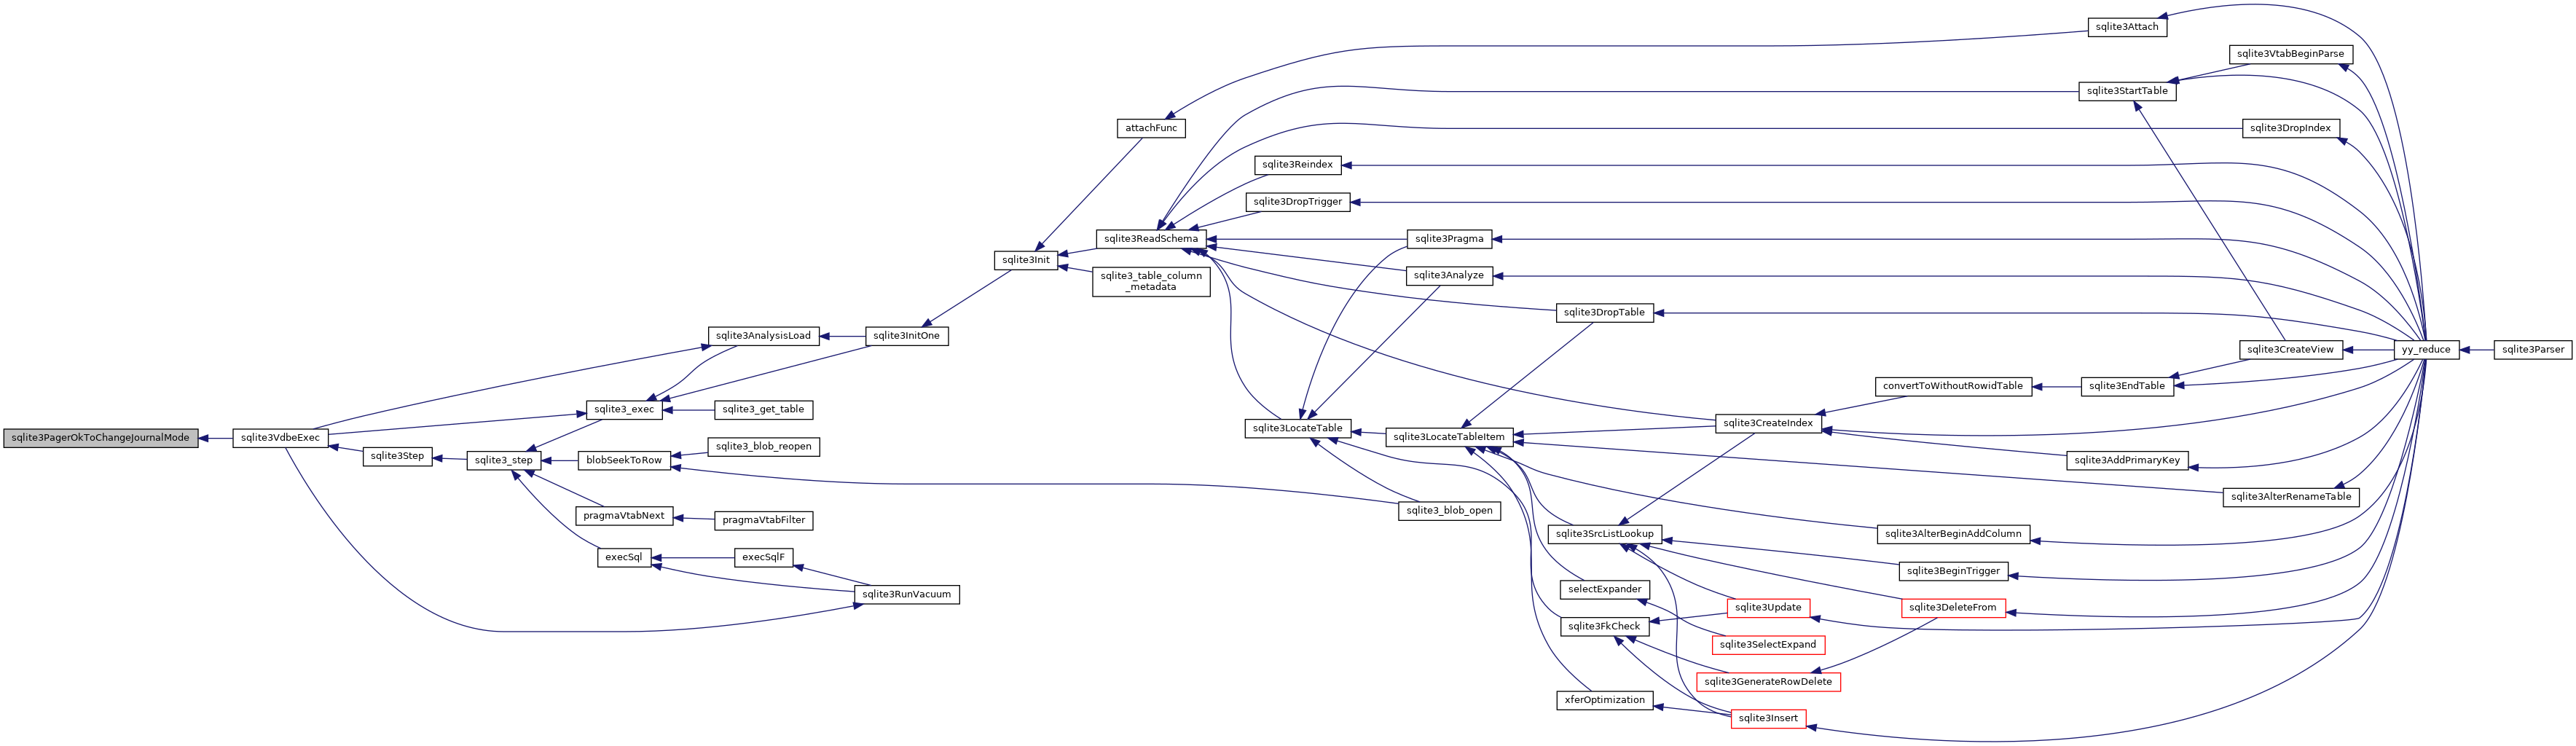 sqlite3Attach
sqlite3VtabBeginParse
sqlite3StartTable
attachFunc
sqlite3DropIndex
sqlite3Reindex
sqlite3DropTrigger
sqlite3ReadSchema
sqlite3Pragma
sqlite3Init
sqlite3_table_column
_metadata
sqlite3Analyze
sqlite3DropTable
sqlite3AnalysisLoad
sqlite3InitOne
sqlite3CreateView
yy_reduce
sqlite3Parser
convertToWithoutRowidTable
sqlite3EndTable
sqlite3_exec
sqlite3_get_table
sqlite3CreateIndex
sqlite3LocateTable
sqlite3PagerOkToChangeJournalMode
sqlite3VdbeExec
sqlite3LocateTableItem
sqlite3_blob_reopen
sqlite3Step
sqlite3_step
blobSeekToRow
sqlite3AddPrimaryKey
sqlite3AlterRenameTable
sqlite3_blob_open
pragmaVtabNext
pragmaVtabFilter
sqlite3SrcListLookup
sqlite3AlterBeginAddColumn
execSql
execSqlF
sqlite3BeginTrigger
selectExpander
sqlite3RunVacuum
sqlite3Update
sqlite3DeleteFrom
sqlite3FkCheck
sqlite3SelectExpand
sqlite3GenerateRowDelete
xferOptimization
sqlite3Insert